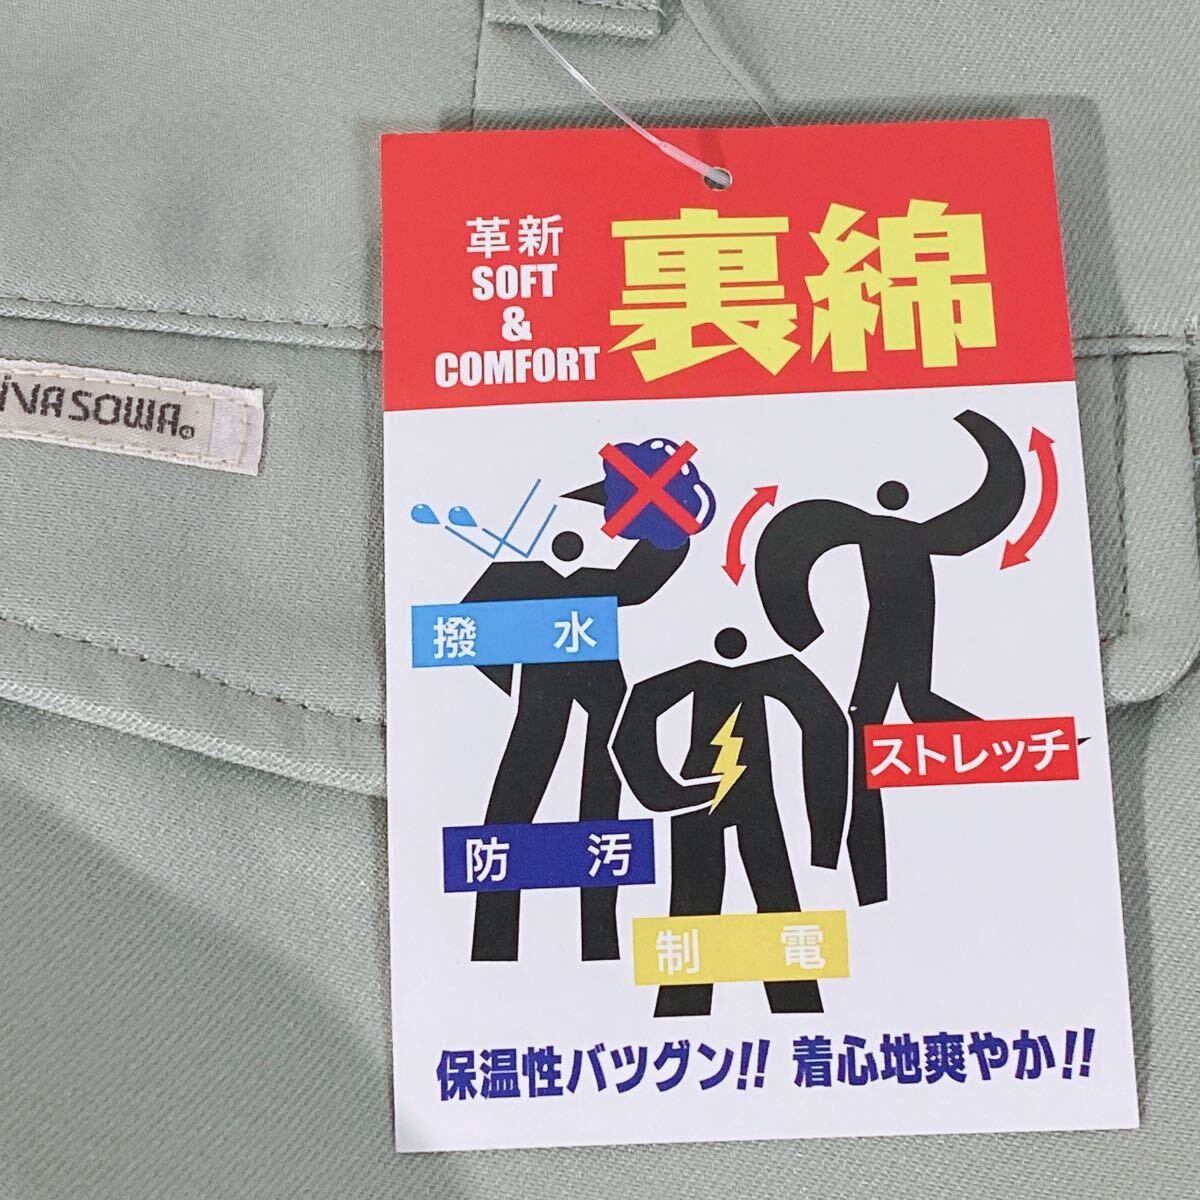 iNASOWA®
革新
SOFT
&
COMFORT
裏綿
撥水
ストレッチ
防汚
制電
保温性バツグン!! 着心地爽やか!!